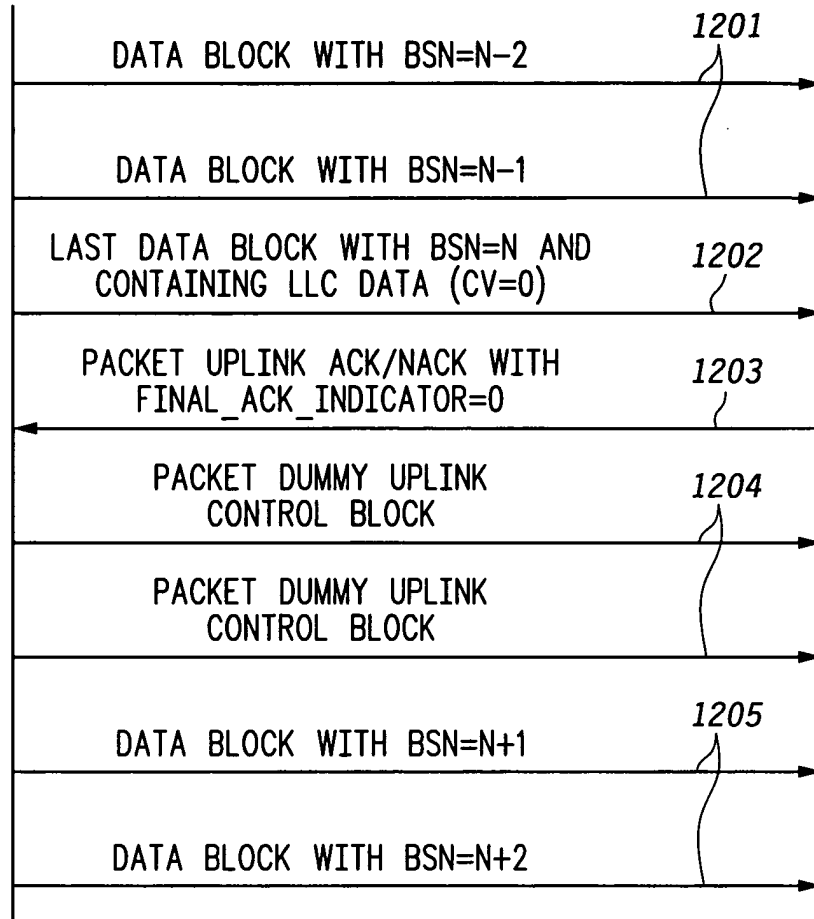 1201
DATA BLOCK WITH BSN=N-2
DATA BLOCK WITH BSN=N-1
LAST DATA BLOCK WITH BSN=N AND
CONTAINING LLC DATA (CV=0)
1202
PACKET UPLINK ACK/NACK WITH
FINAL_ACK_INDICATOR=0
1203
PACKET DUMMY UPLINK
CONTROL BLOCK
1204
PACKET DUMMY UPLINK
CONTROL BLOCK
1205
DATA BLOCK WITH BSN=N+1
DATA BLOCK WITH BSN=N+2